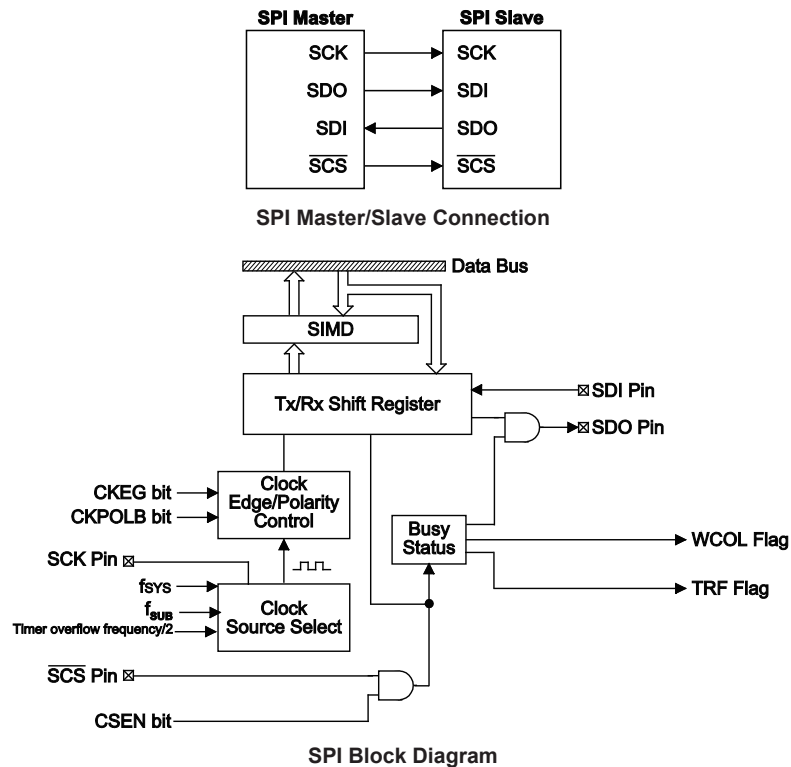 SPI Master
SPI Slave
SCK
SCK
SDO
SDI
SDI
SDO
SCS
SCS
SPI Master/Slave Connection
Data Bus
SIMD
Tx/Rx Shift Register
SDI Pin
SDO Pin
CKEG bit
CKPOLB bit
Clock
Edge/Polarity
Control
Busy
Status
WCOL Flag
TRF Flag
SCK Pin
fSYS
fSUB
Timer overflow frequency/2
Clock
Source Select
SCS Pin
CSEN bit
SPI Block Diagram